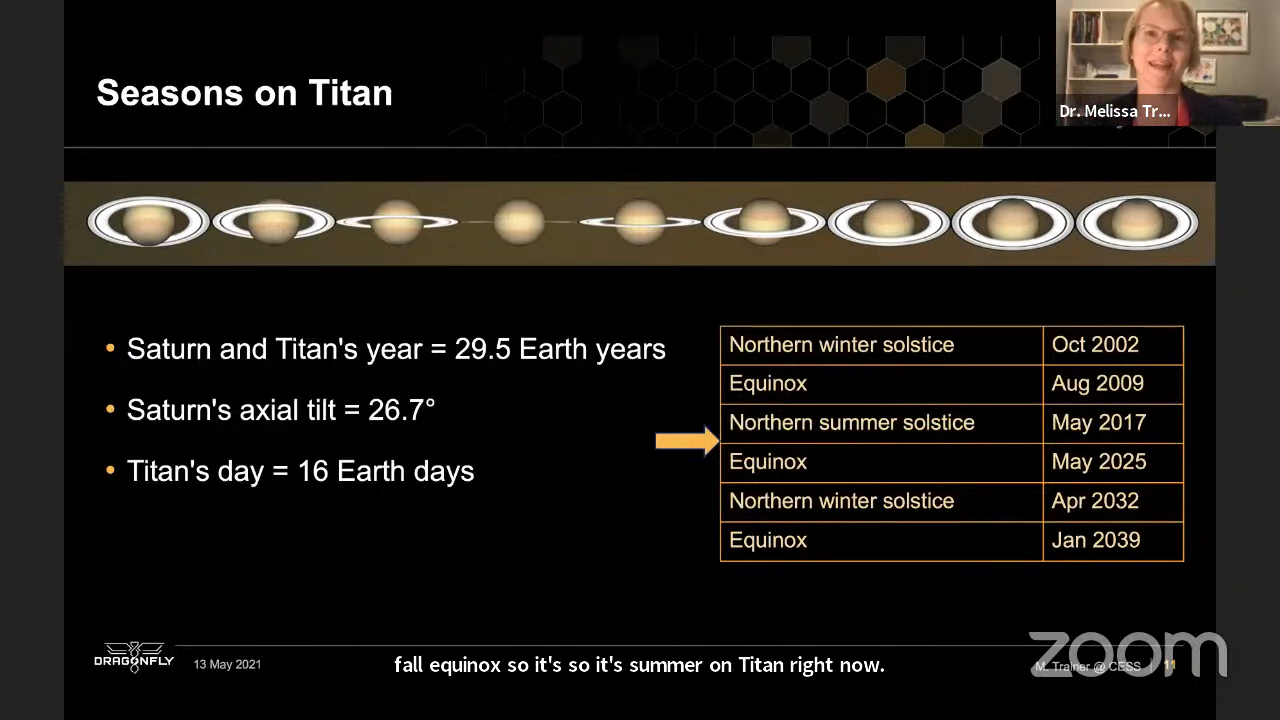 Seasons on Titan
Dr. Melissa Tr...
• Saturn and Titan's year = 29.5 Earth years
• Saturn's axial tilt = 26.7°
• Titan's day = 16 Earth days
Northern winter solstice Oct 2002
Equinox Aug 2009
Northern summer solstice May 2017
Equinox May 2025
Northern winter solstice Apr 2032
Equinox Jan 2039
DRAGONFLY
13 May 2021
fall equinox so it's so it's summer on Titan right now.
M. Trainer @ CESS | 11
zoom